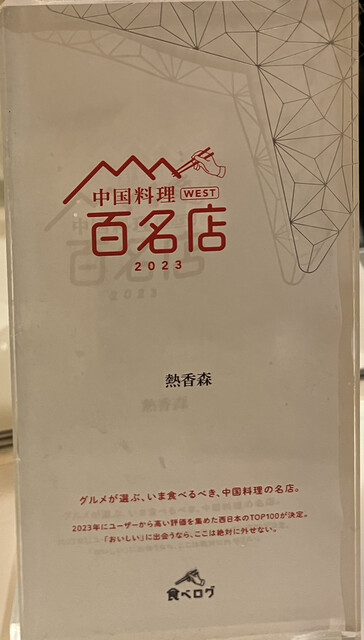 中国料理 WEST
百名店
2023
熱香森
グルメが選ぶ、いま食べるべき、中国料理の名店。
2023年にユーザーから高い評価を集めた西日本のTOP100が決定。
「おいしい」に出会うなら、ここは絶対に外せない。
食べログ